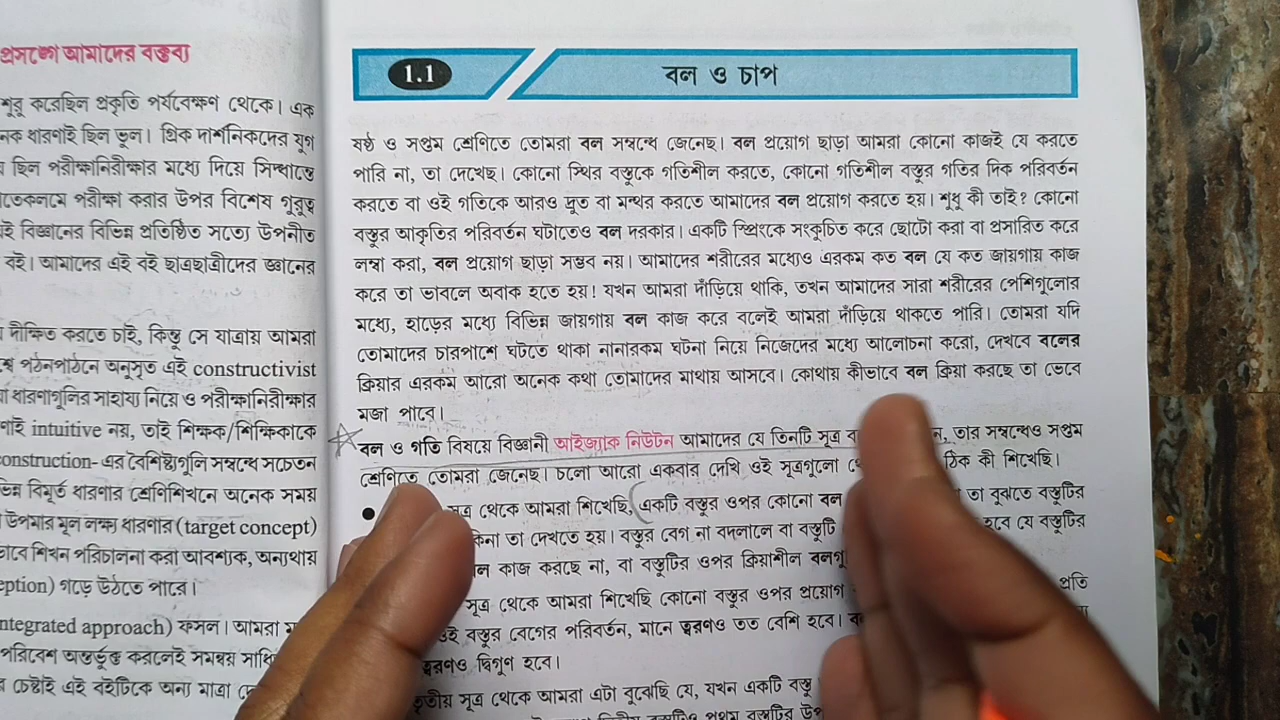 প্রসঙ্গে আমাদের বক্তব্য
শুরু করেছিল প্রকৃতি পর্যবেক্ষণ থেকে। এক
নক ধারণাই ছিল ভুল। গ্রিক দার্শনিকদের যুগ
ছিল পরীক্ষানিরীক্ষার মধ্যে দিয়ে সিদ্ধান্তে
তেকলমে পরীক্ষা করার উপর বিশেষ গুরুত্ব
ই বিজ্ঞানের বিভিন্ন প্রতিষ্ঠিত সত্যে উপনীত
বই। আমাদের এই বই ছাত্রছাত্রীদের জ্ঞানের
দীক্ষিত করতে চাই, কিন্তু সে যাত্রায় আমরা
পঠনপাঠনে অনুসৃত এই constructivist
ধারণাগুলির সাহায্য নিয়ে ও পরীক্ষানিরীক্ষার
ণাই intuitive নয়, তাই শিক্ষক/শিক্ষিকাকে
onstruction-এর বৈশিষ্ট্যগুলি সম্বন্ধে সচেতন
ভিন্ন বিমূর্ত ধারণার শ্রেণিশিখনে অনেক সময়
উপমার মূল লক্ষ্য ধারণার (target concept)
ভাবে শিখন পরিচালনা করা আবশ্যক, অন্যথায়
eption) গড়ে উঠতে পারে।
ntegrated approach) ফসল। আমরা
পরিবেশ অন্তর্ভুক্ত করলেই সমন্বয়
চেষ্টাই এই বইটিকে অন্য মাত্রা
1.1 বল ও চাপ
ষষ্ঠ ও সপ্তম শ্রেণিতে তোমরা বল সম্বন্ধে জেনেছ। বল প্রয়োগ ছাড়া আমরা কোনো কাজই যে করতে
পারি না, তা দেখেছ। কোনো স্থির বস্তুকে গতিশীল করতে, কোনো গতিশীল বস্তুর গতির দিক পরিবর্তন
করতে বা ওই গতিকে আরও দ্রুত বা মন্থর করতে আমাদের বল প্রয়োগ করতে হয়। শুধু কী তাই? কোনো
বস্তুর আকৃতির পরিবর্তন ঘটাতেও বল দরকার। একটি স্প্রিংকে সংকুচিত করে ছোটো করা বা প্রসারিত করে
লম্বা করা, বল প্রয়োগ ছাড়া সম্ভব নয়। আমাদের শরীরের মধ্যেও এরকম কত বল যে কত জায়গায় কাজ
করে তা ভাবলে অবাক হতে হয়! যখন আমরা দাঁড়িয়ে থাকি, তখন আমাদের সারা শরীরের পেশিগুলোর
মধ্যে, হাড়ের মধ্যে বিভিন্ন জায়গায় বল কাজ করে বলেই আমরা দাঁড়িয়ে থাকতে পারি। তোমরা যদি
তোমাদের চারপাশে ঘটতে থাকা নানারকম ঘটনা নিয়ে নিজেদের মধ্যে আলোচনা করো, দেখবে বলের
ক্রিয়ার এরকম আরো অনেক কথা তোমাদের মাথায় আসবে। কোথায় কীভাবে বল ক্রিয়া করছে তা ভেবে
মজা পাবে।
বল ও গতি বিষয়ে বিজ্ঞানী আইজ্যাক নিউটন আমাদের যে তিনটি সূত্র তার সম্বন্ধেও সপ্তম
শ্রেণিতে তোমরা জেনেছ। চলো আরো একবার দেখি ওই সূত্রগুলো ঠিক কী শিখেছি।
● সূত্র থেকে আমরা শিখেছি, একটি বস্তুর ওপর কোনো বল তা বুঝতে বস্তুটির
কিনা তা দেখতে হয়। বস্তুর বেগ না বদলালে বা বস্তুটি হবে যে বস্তুটির
কাজ করছে না, বা বস্তুটির ওপর ক্রিয়াশীল
সূত্র থেকে আমরা শিখেছি কোনো বস্তুর ওপর প্রয়োগ প্রতি
ওই বস্তুর বেগের পরিবর্তন, মানে ত্বরণও তত বেশি হবে।
ত্বরণও দ্বিগুণ হবে।
তৃতীয় সূত্র থেকে আমরা এটা বুঝেছি যে, যখন একটি বস্তু